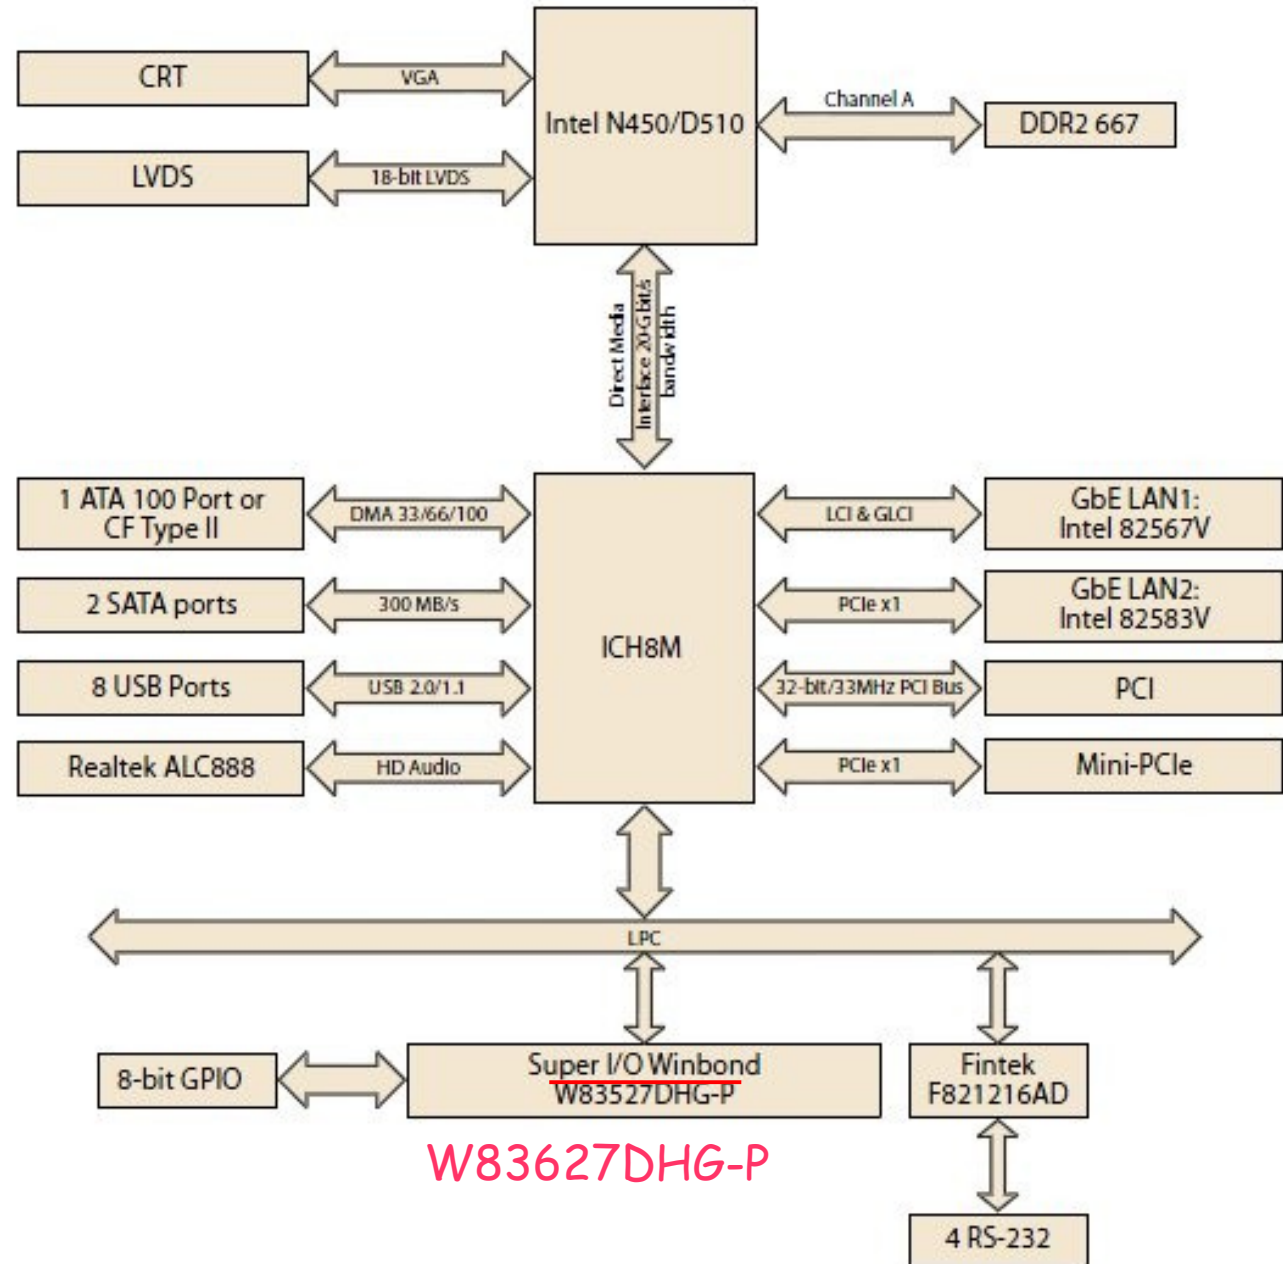 CRT
VGA
Intel N450/D510
Channel A
DDR2 667
LVDS
18-bit LVDS
Direct Media
Interface 20-G bit/s
bandwidth
1 ATA 100 Port or
CF Type II
DMA 33/66/100
LCI & GLCI
GbE LAN1:
Intel 82567V
2 SATA ports
300 MB/s
ICH8M
PCIe x1
GbE LAN2:
Intel 82583V
8 USB Ports
USB 2.0/1.1
32-bit/33MHz PCI Bus
PCI
Realtek ALC888
HD Audio
PCIe x1
Mini-PCIe
LPC
8-bit GPIO
Super I/O Winbond
W83527DHG-P
Fintek
F821216AD
W83627DHG-P
4 RS-232